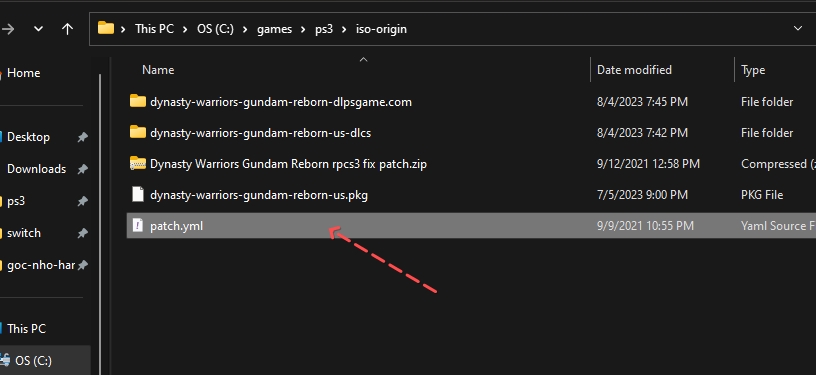 This PC > OS (C:) > games > ps3 > iso-origin
Home
Name Date modified Type
dynasty-warriors-gundam-reborn-dlpsgame.com 8/4/2023 7:45 PM File folder
Desktop
dynasty-warriors-gundam-reborn-us-dlcs 8/4/2023 7:42 PM File folder
Downloads
Dynasty Warriors Gundam Reborn rpcs3 fix patch.zip 9/12/2021 12:58 PM Compressed (z
ps3
dynasty-warriors-gundam-reborn-us.pkg 7/5/2023 9:00 PM PKG File
switch
patch.yml 9/9/2021 10:55 PM Yaml Source F
goc-nho-har
This PC
OS (C:)